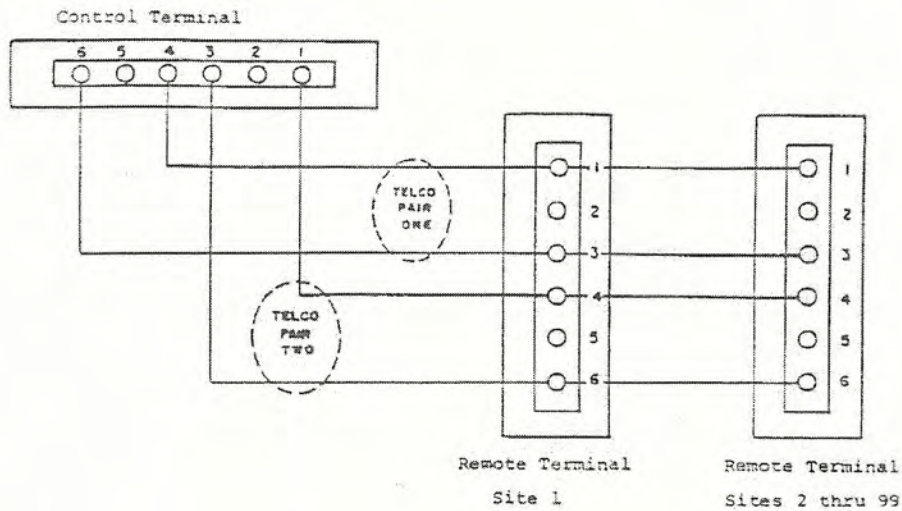 Control Terminal
6 5 4 3 2 1
TELCO
PAIR
ONE
TELCO
PAIR
TWO
1
2
3
4
5
6
1
2
3
4
5
6
Remote Terminal
Site 1
Remote Terminal
Sites 2 thru 99